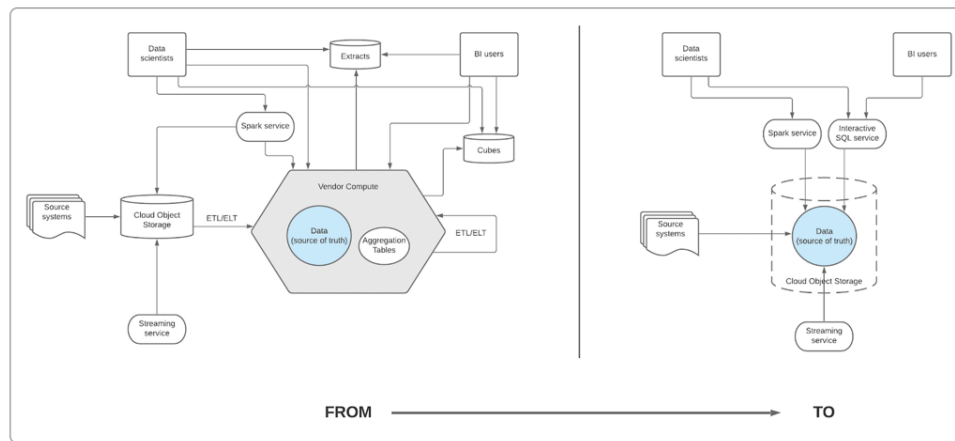 Data
scientists
Extracts
BI users
Spark service
Cubes
Vendor Compute
Source
systems
Cloud Object
Storage
ETL/ELT
Data
(source of truth)
Aggregation
Tables
ETL/ELT
Streaming
service
Data
scientists
BI users
Spark service
Interactive
SQL service
Source
systems
Data
(source of truth)
Cloud Object Storage
Streaming
service
FROM
TO